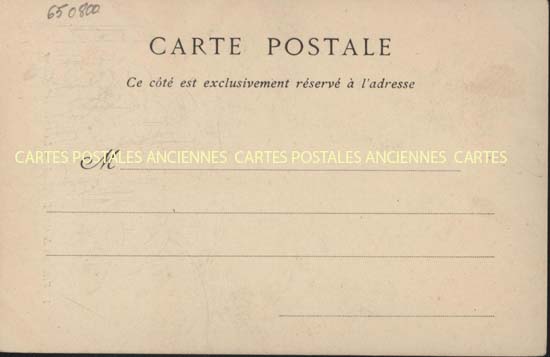 650800
CARTE POSTALE
Ce côté est exclusivement réservé à l'adresse
CARTES POSTALES ANCIENNES CARTES POSTALES ANCIENNES CARTES
M